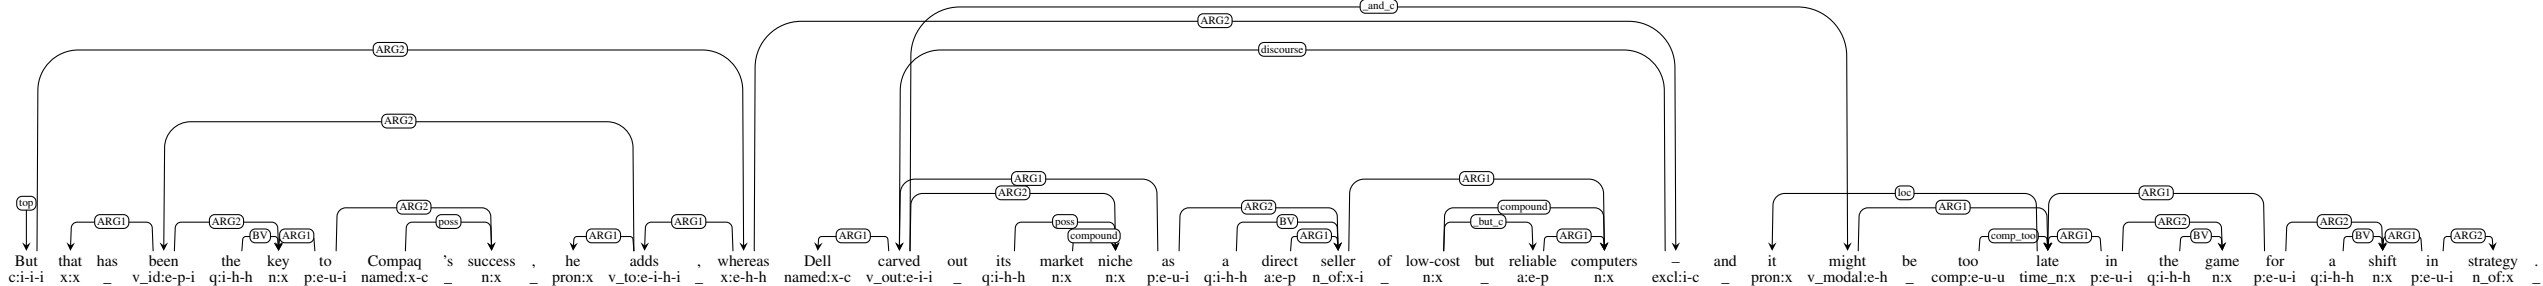 _and_c
ARG2
ARG2 discourse
ARG2
ARG1 ARG1
ARG2 loc ARG1
top ARG2 compound ARG1
ARG1 ARG2 poss ARG1 poss ARG2 BV _but_c ARG2 ARG2
BV ARG1 ARG1 ARG1 compound ARG1 ARG1 comp_too ARG1 BV BV ARG1 ARG2
But that has been the key to Compaq 's success , he adds , whereas Dell carved out its market niche as a direct seller of low-cost but reliable computers – and it might be too late in the game for a shift in strategy .
c:i-i-i x:x _ v_id:e-p-i q:i-h-h n:x p:e-u-i named:x-c _ n:x _ pron:x v_to:e-i-h-i _ x:e-h-h named:x-c v_out:e-i-i _ q:i-h-h n:x n:x p:e-u-i q:i-h-h a:e-p n_of:x-i _ n:x _ a:e-p n:x excl:i-c _ pron:x v_modal:e-h _ comp:e-u-u time_n:x p:e-u-i q:i-h-h n:x p:e-u-i q:i-h-h n:x p:e-u-i n_of:x _